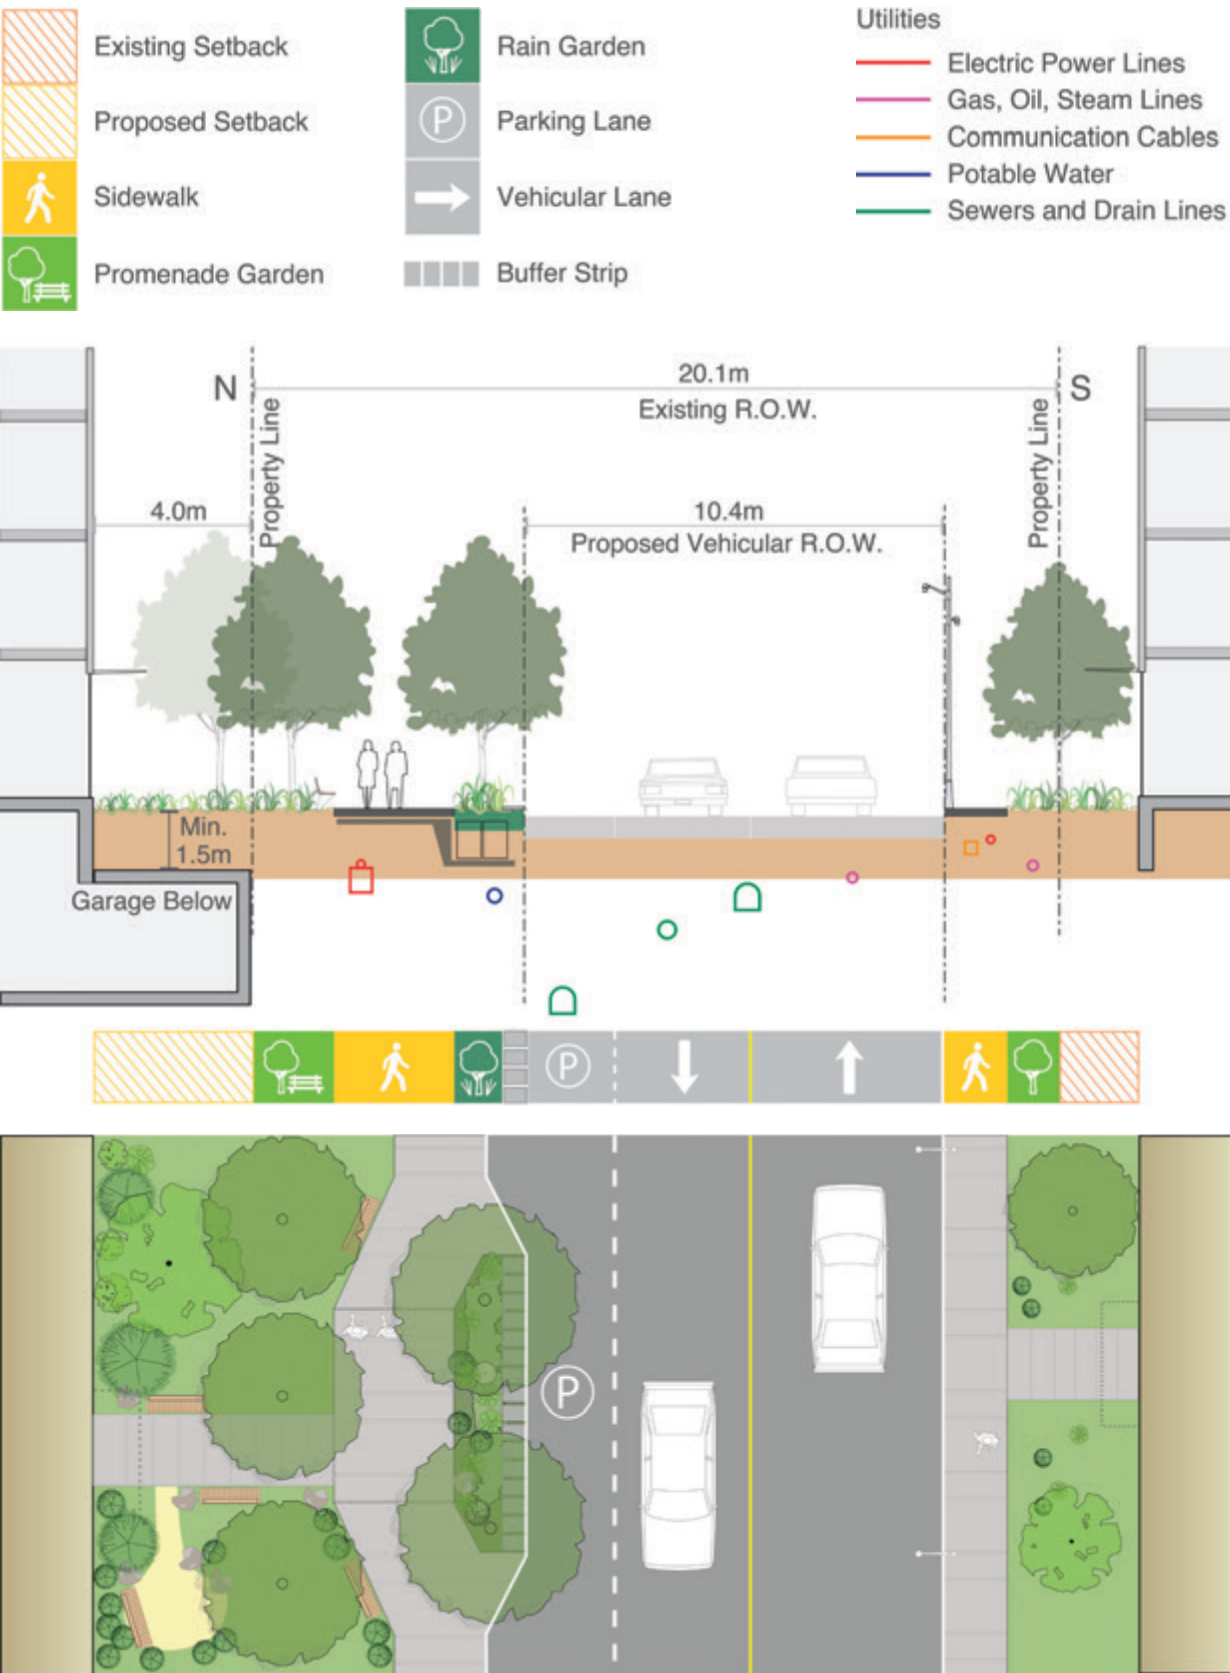 Existing Setback
Proposed Setback
Sidewalk
Promenade Garden
Rain Garden
P
Parking Lane
Vehicular Lane
Buffer Strip
Utilities
Electric Power Lines
Gas, Oil, Steam Lines
Communication Cables
Potable Water
Sewers and Drain Lines
N
20.1m
S
Existing R.O.W.
Property Line
Property Line
4.0m
10.4m
Proposed Vehicular R.O.W.
Min.
1.5m
Garage Below
P
P